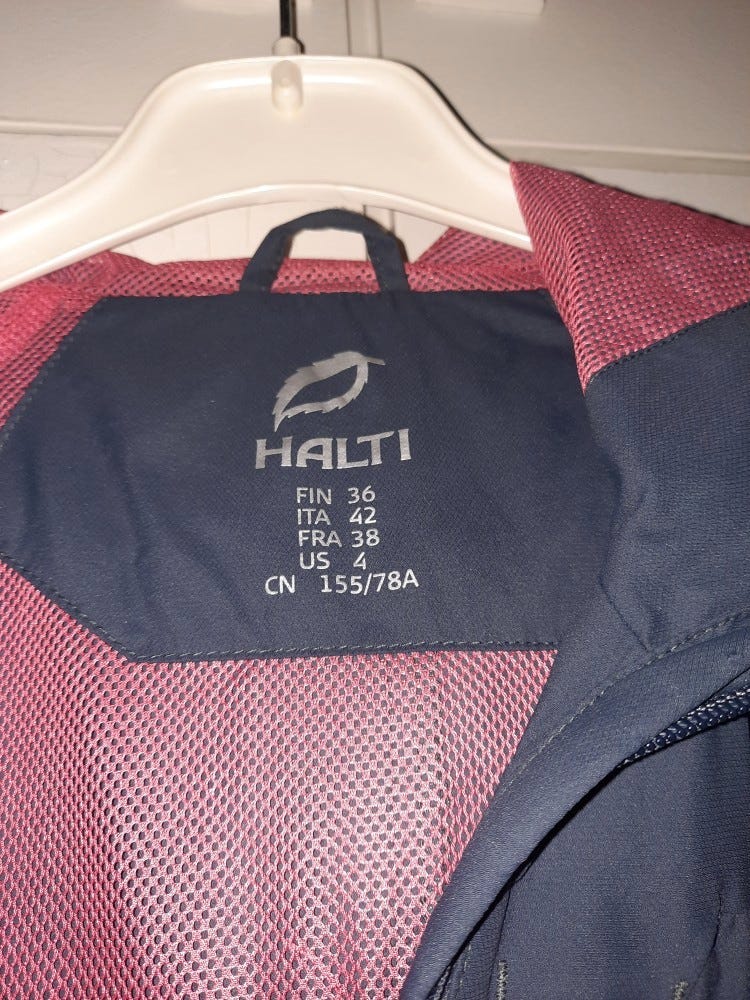 HALTI
FIN 36
ITA 42
FRA 38
US 4
CN 155/78A